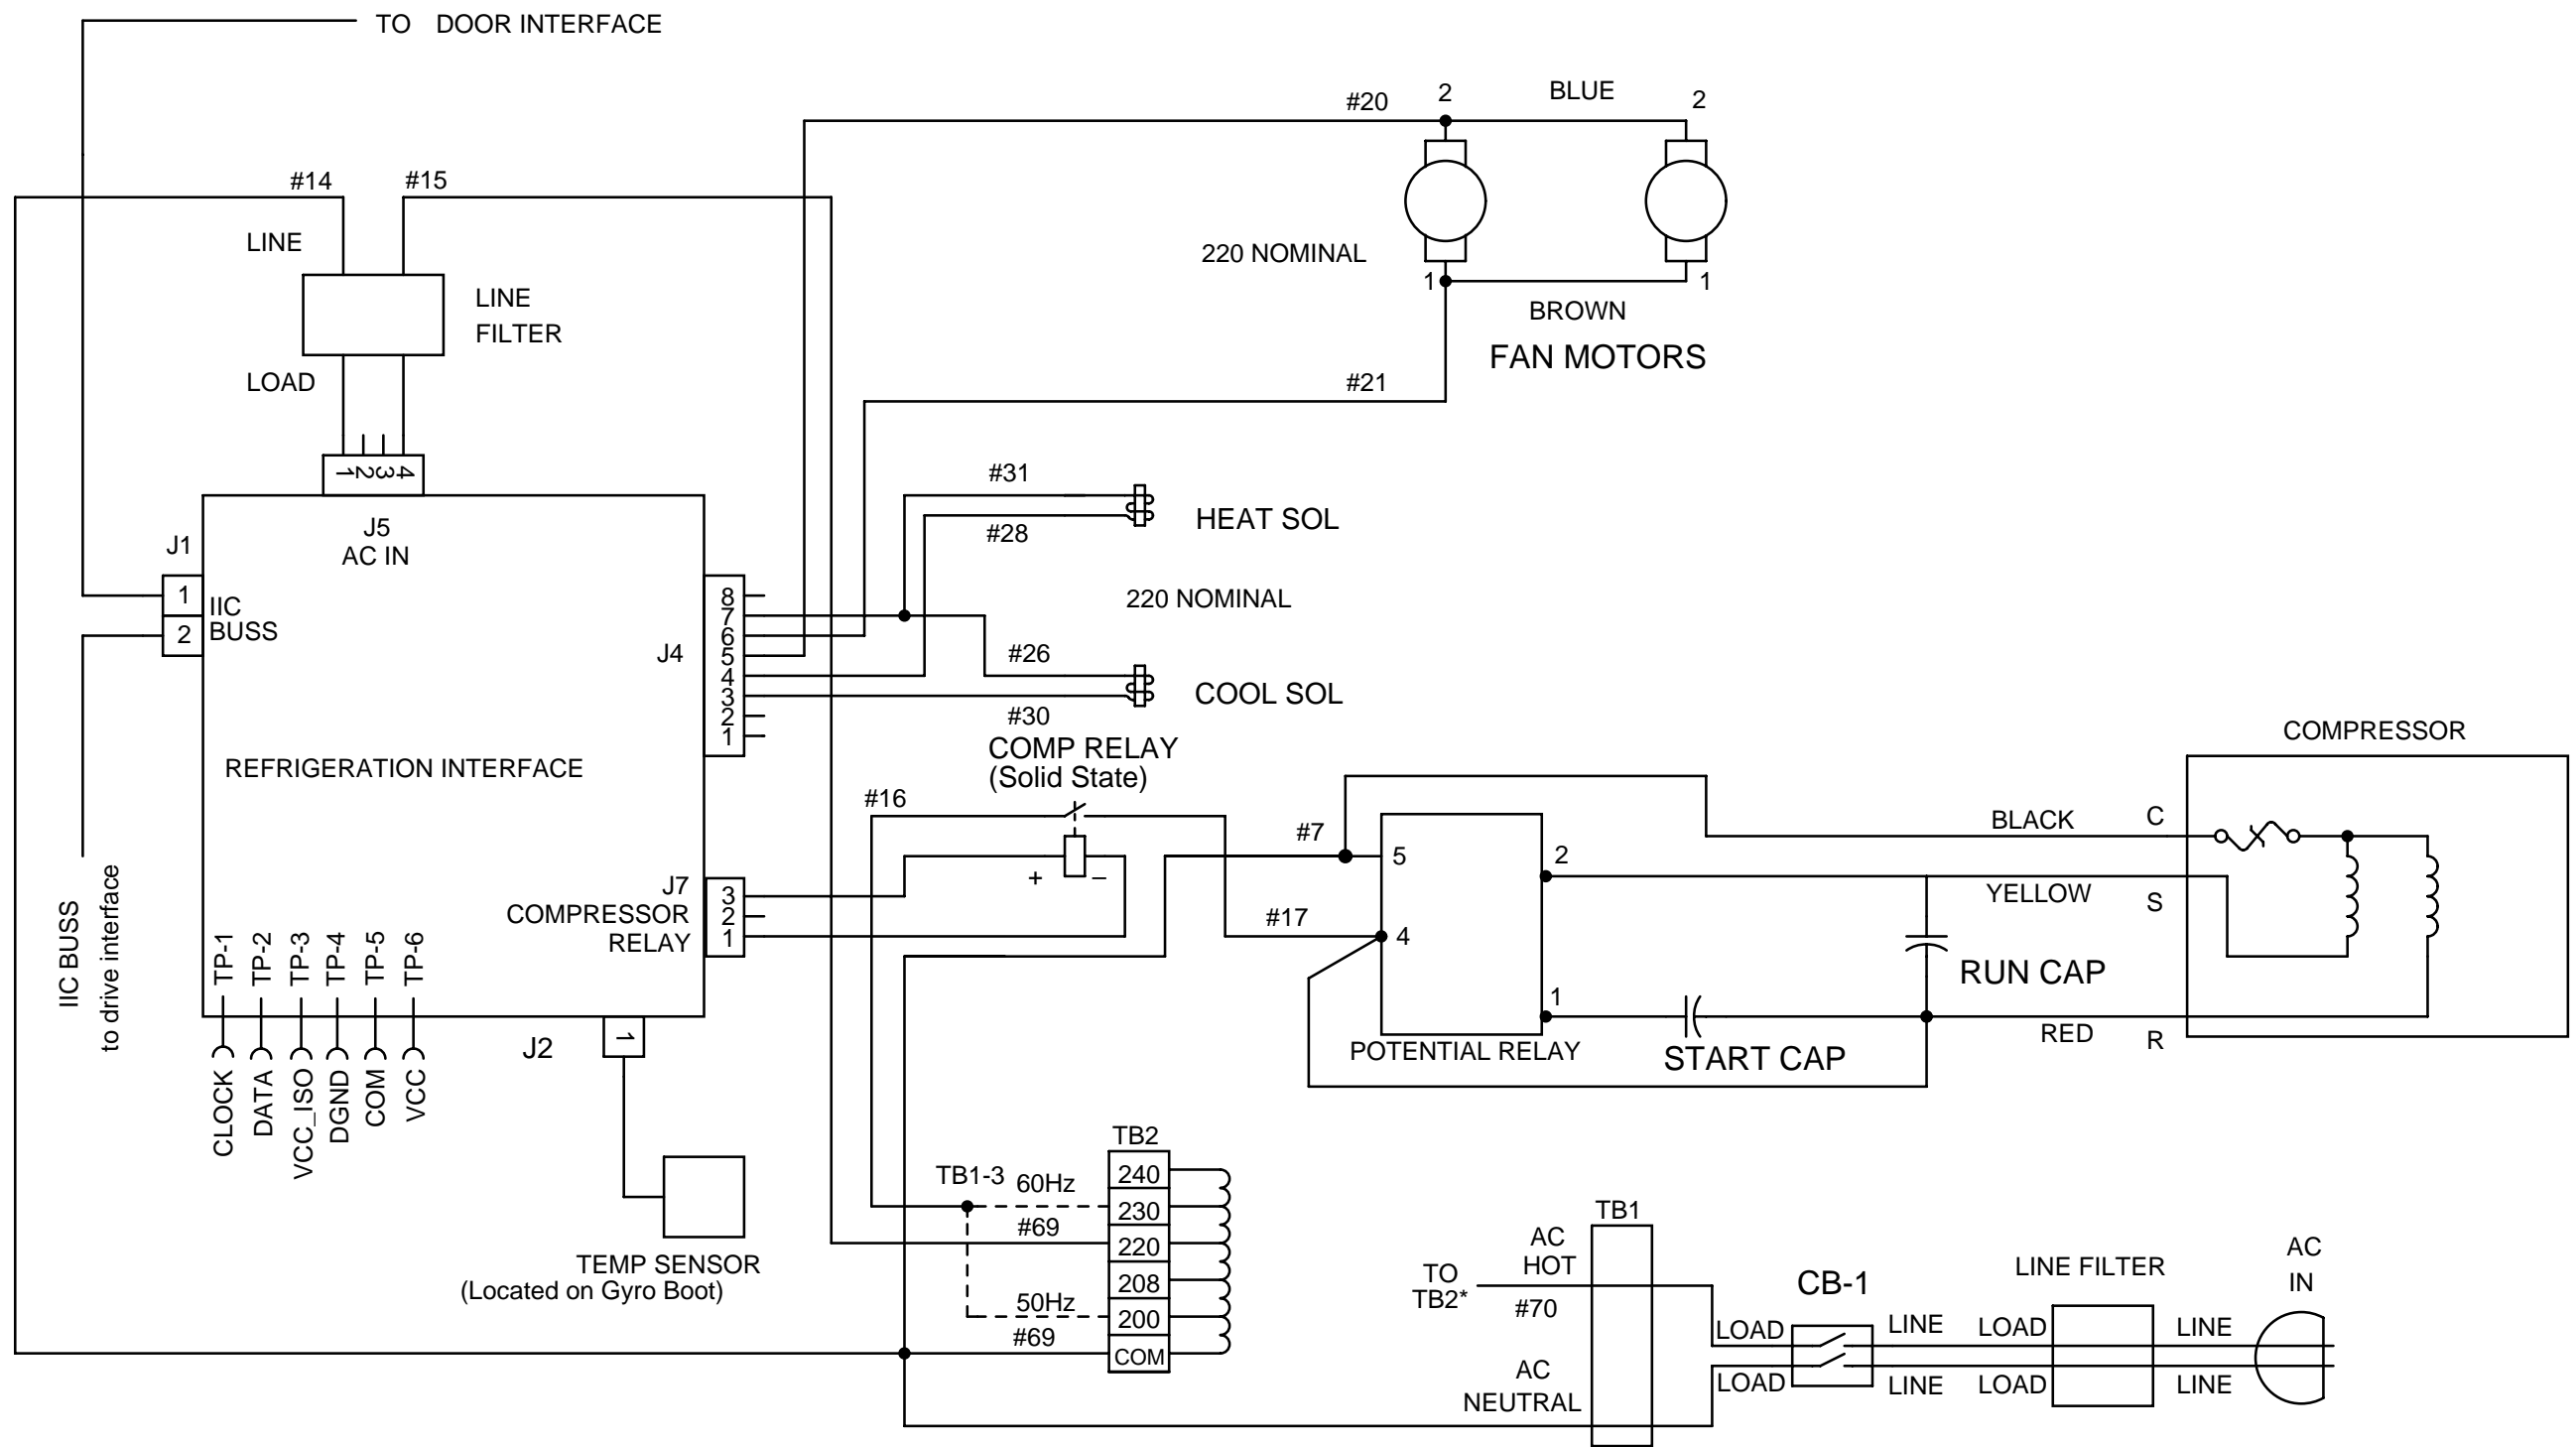 TO DOOR INTERFACE
#20
2
BLUE
2
#14
#15
LINE
LINE
FILTER
LOAD
220 NOMINAL
1
1
BROWN
FAN MOTORS
#21
1
2
3
4
J5
AC IN
J1
1
2
IIC
BUSS
#31
HEAT SOL
#28
220 NOMINAL
J4
8
7
6
5
4
3
2
1
#26
COOL SOL
#30
REFRIGERATION INTERFACE
COMP RELAY
(Solid State)
#16
+
–
J7
COMPRESSOR
RELAY
3
2
1
#7
5
#17
4
2
1
POTENTIAL RELAY
START CAP
RUN CAP
COMPRESSOR
BLACK
C
YELLOW
S
RED
R
IIC BUSS
to drive interface
TP-1
TP-2
TP-3
TP-4
TP-5
TP-6
CLOCK
DATA
VCC_ISO
DGND
COM
VCC
J2
1
TEMP SENSOR
(Located on Gyro Boot)
TB2
TB1-3
60Hz
#69
50Hz
#69
240
230
220
208
200
COM
TB1
AC
HOT
TO
TB2*
#70
AC
NEUTRAL
CB-1
LINE FILTER
AC
IN
LOAD
LINE
LOAD
LINE
LOAD
LINE
LOAD
LINE